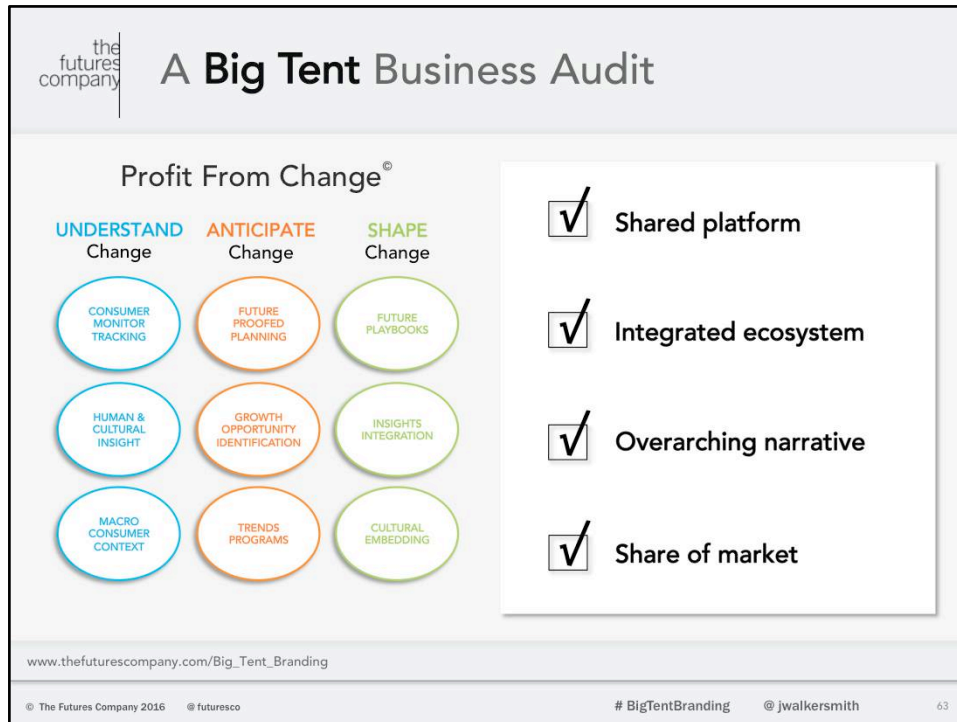 the
futures
company
A Big Tent Business Audit
Profit From Change©
UNDERSTAND
Change
ANTICIPATE
Change
SHAPE
Change
CONSUMER
MONITOR
TRACKING
FUTURE
PROOFED
PLANNING
FUTURE
PLAYBOOKS
HUMAN &
CULTURAL
INSIGHT
GROWTH
OPPORTUNITY
IDENTIFICATION
INSIGHTS
INTEGRATION
MACRO
CONSUMER
CONTEXT
TRENDS
PROGRAMS
CULTURAL
EMBEDDING
√ Shared platform
√ Integrated ecosystem
√ Overarching narrative
√ Share of market
www.thefuturescompany.com/Big_Tent_Branding
© The Futures Company 2016 @ futuresco # BigTentBranding @ jwalkersmith 63